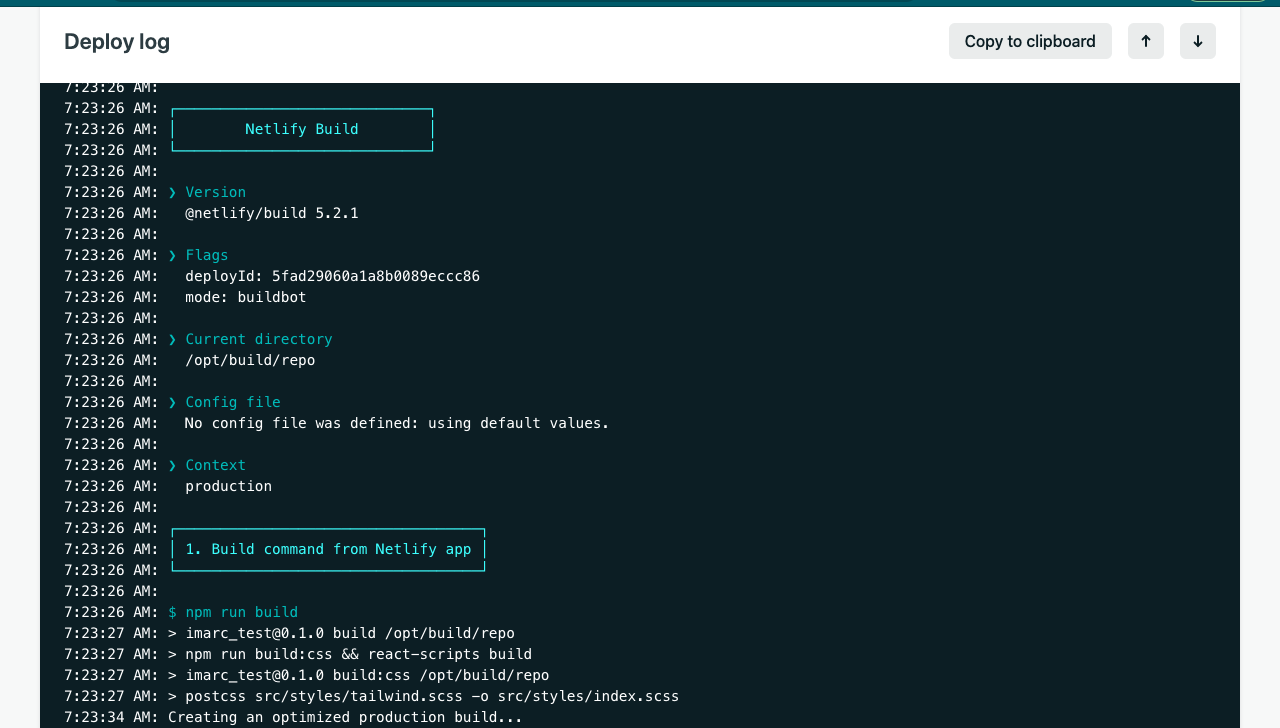 Deploy log
Copy to clipboard
7:23:26 AM:
7:23:26 AM:
7:23:26 AM: Netlify Build
7:23:26 AM:
7:23:26 AM:
7:23:26 AM: ❯ Version
7:23:26 AM: @netlify/build 5.2.1
7:23:26 AM:
7:23:26 AM: ❯ Flags
7:23:26 AM: deployId: 5fad29060a1a8b0089eccc86
7:23:26 AM: mode: buildbot
7:23:26 AM:
7:23:26 AM: ❯ Current directory
7:23:26 AM: /opt/build/repo
7:23:26 AM:
7:23:26 AM: ❯ Config file
7:23:26 AM: No config file was defined: using default values.
7:23:26 AM:
7:23:26 AM: ❯ Context
7:23:26 AM: production
7:23:26 AM:
7:23:26 AM:
7:23:26 AM: 1. Build command from Netlify app
7:23:26 AM:
7:23:26 AM:
7:23:26 AM: $ npm run build
7:23:27 AM: > imarc_test@0.1.0 build /opt/build/repo
7:23:27 AM: > npm run build:css && react-scripts build
7:23:27 AM: > imarc_test@0.1.0 build:css /opt/build/repo
7:23:27 AM: > postcss src/styles/tailwind.scss -o src/styles/index.scss
7:23:34 AM: Creating an optimized production build...